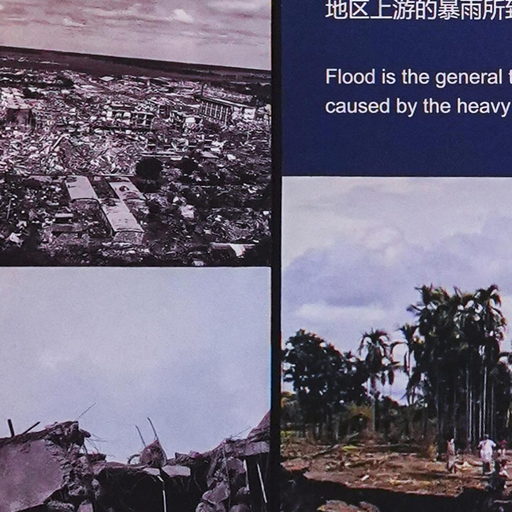 地区上游的暴雨所
Flood is the general
caused by the heavy